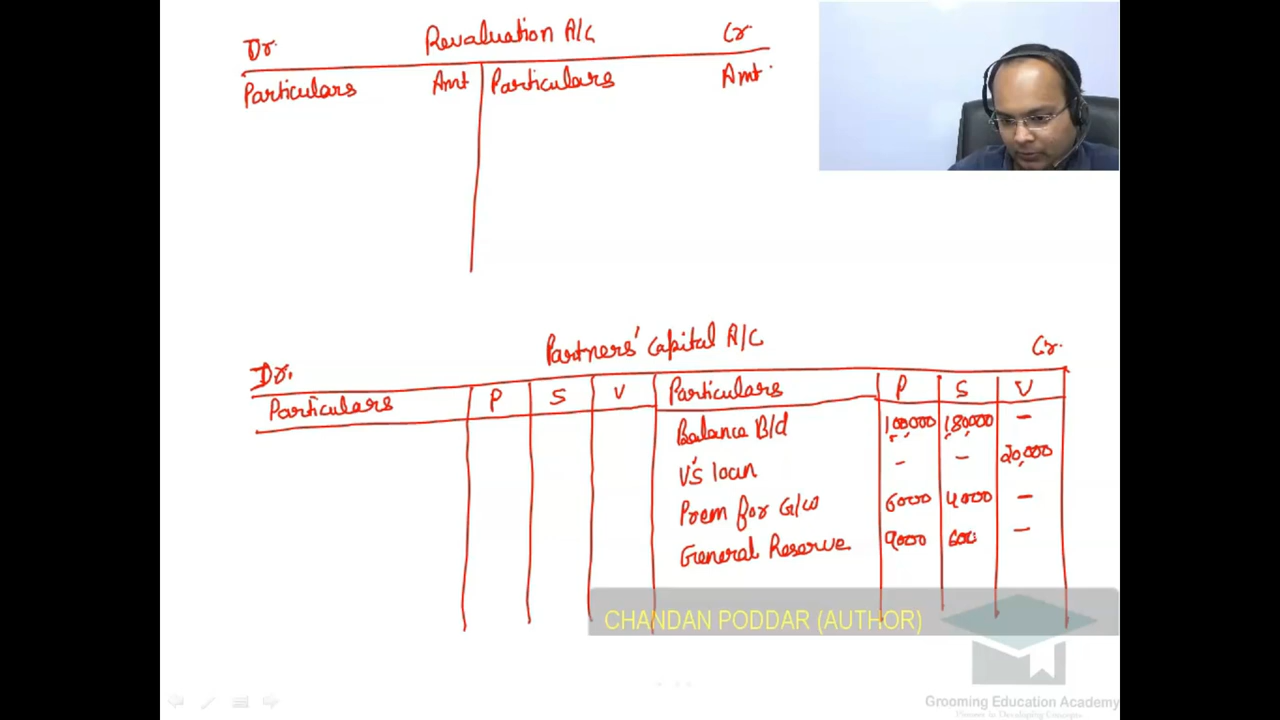 Dr. Revaluation A/C Cr.
Particulars Amt Particulars Amt
Partners' Capital A/C
Dr. Cr.
Particulars P S V Particulars P S V
Balance B/d 100000 180000 -
V's loan - - 20,000
Prem for G/W 6000 4000 -
General Reserve 9000 600 -
CHANDAN PODDAR (AUTHOR)
Grooming Education Academy